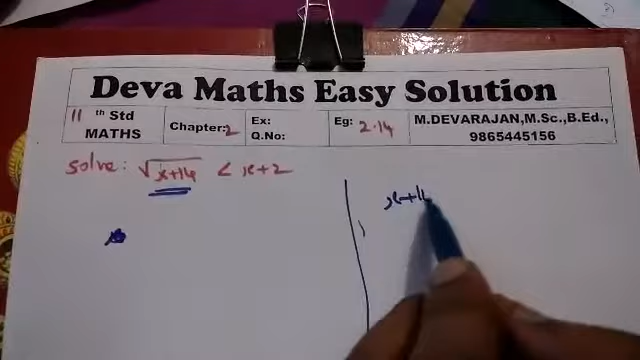 Deva Maths Easy Solution
11 th Std MATHS
Chapter: 2
Ex:
Q.No:
Eg: 2.14
M.DEVARAJAN,M.Sc.,B.Ed.,
9865445156
solve: √x+14 < x+2
x+14